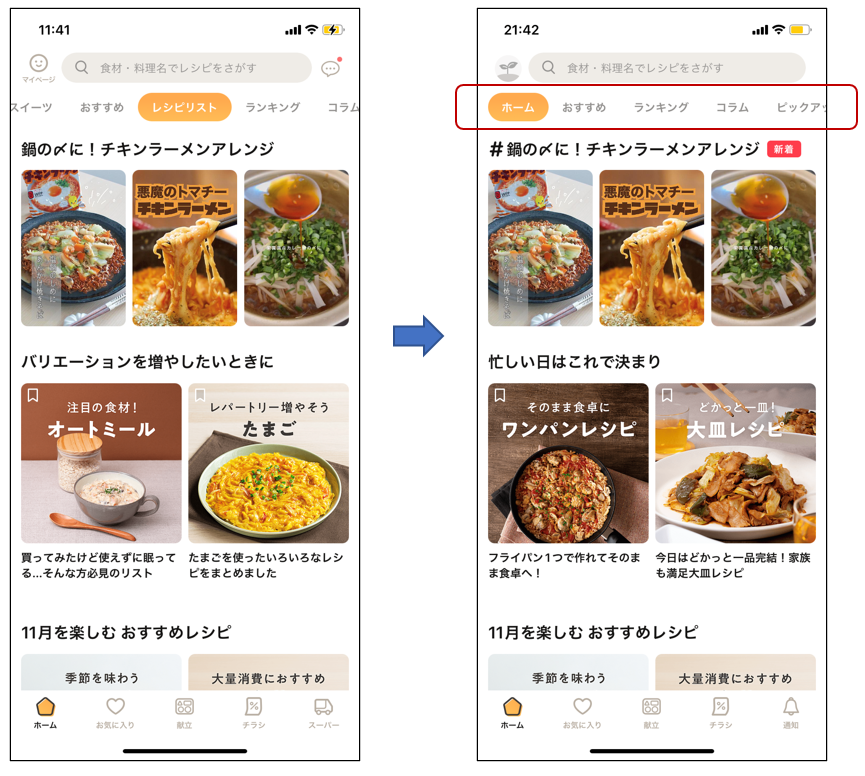 11:41
マイページ
食材・料理名でレシピをさがす
スイーツ
おすすめ
レシピリスト
ランキング
コラム
鍋の〆に！チキンラーメンアレンジ
悪魔のトマチー
チキンラーメン
バリエーションを増やしたいときに
注目の食材！
オートミール
レパートリー増やそう
たまご
買ってみたけど使えずに眠って
る…そんな方必見のリスト
たまごを使ったいろいろなレシ
ピをまとめました
11月を楽しむ おすすめレシピ
季節を味わう
大量消費におすすめ
ホーム
お気に入り
献立
チラシ
スーパー
21:42
食材・料理名でレシピをさがす
ホーム
おすすめ
ランキング
コラム
ピックアッ
#鍋の〆に！チキンラーメンアレンジ
新着
悪魔のトマチー
チキンラーメン
忙しい日はこれで決まり
そのまま食卓に
ワンパンレシピ
どかっと一皿！
大皿レシピ
フライパン1つで作れてそのま
ま食卓へ！
今日はどかっと一品完結！家族
も満足大皿レシピ
11月を楽しむ おすすめレシピ
季節を味わう
大量消費におすすめ
ホーム
お気に入り
献立
チラシ
通知